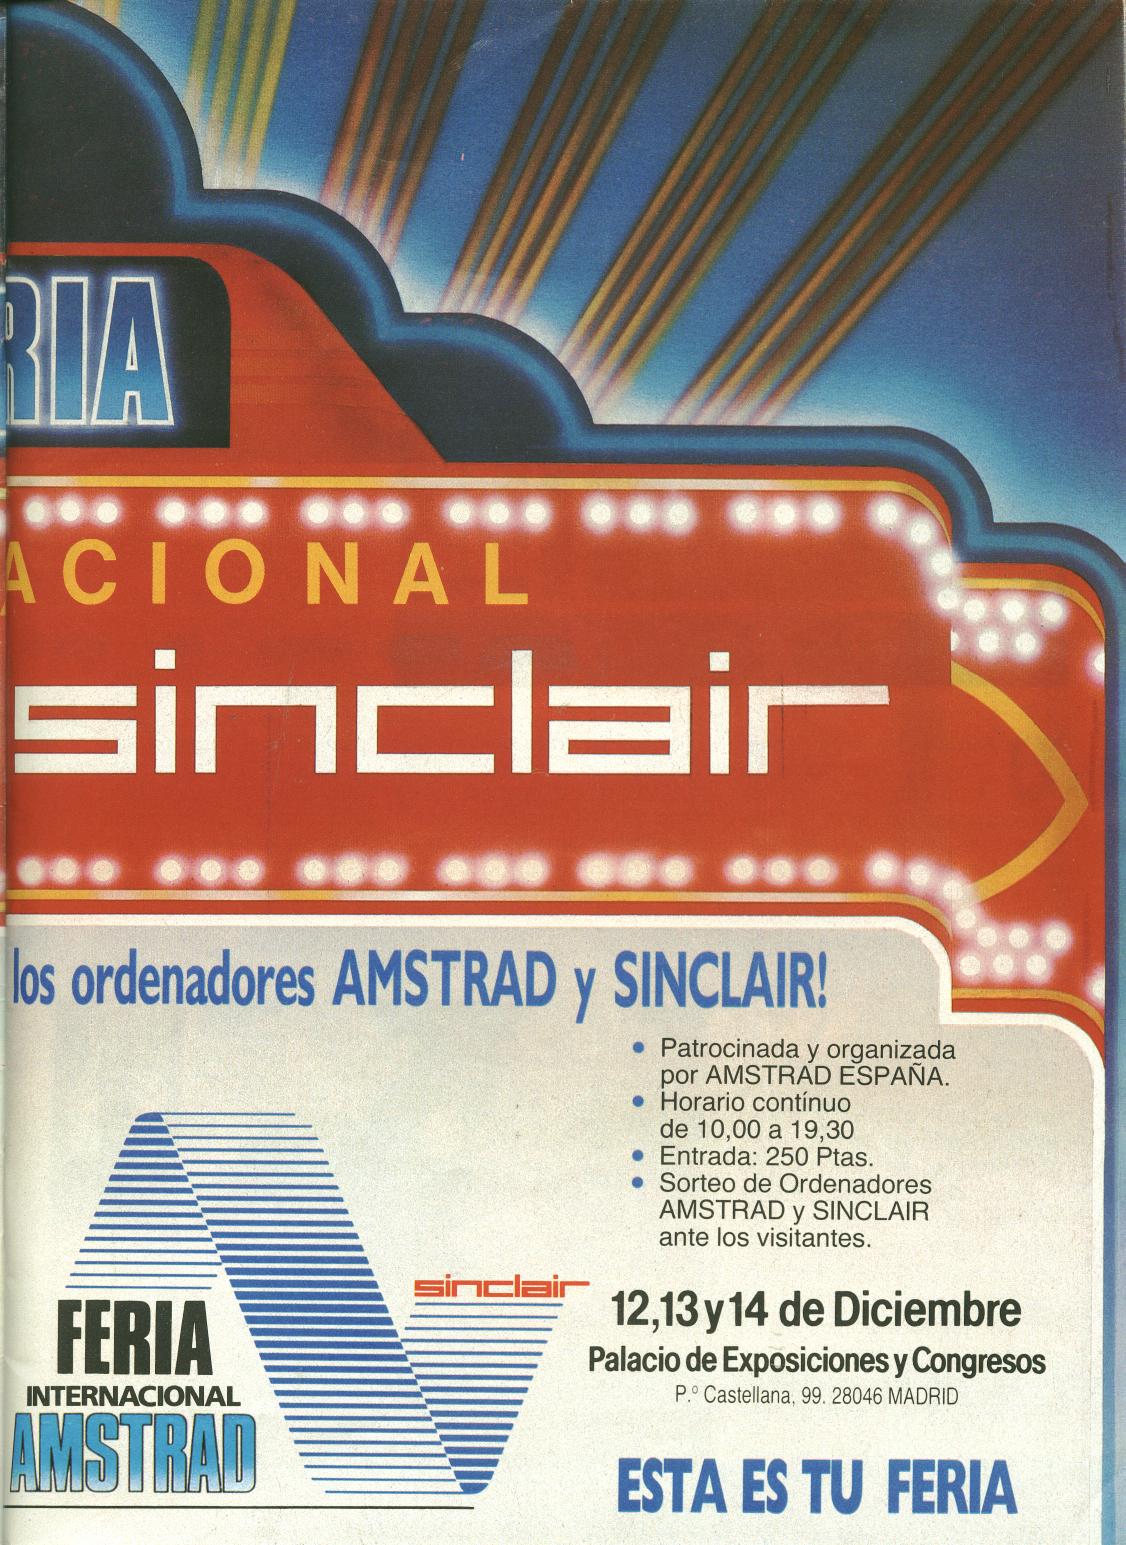 RIA
ACIONAL
sinclair
los ordenadores AMSTRAD y SINCLAIR!
• Patrocinada y organizada
por AMSTRAD ESPAÑA.
• Horario contínuo
de 10,00 a 19,30
• Entrada: 250 Ptas.
• Sorteo de Ordenadores
AMSTRAD y SINCLAIR
ante los visitantes.
sinclair
FERIA
INTERNACIONAL
AMSTRAD
12,13 y 14 de Diciembre
Palacio de Exposiciones y Congresos
P.º Castellana, 99. 28046 MADRID
ESTA ES TU FERIA